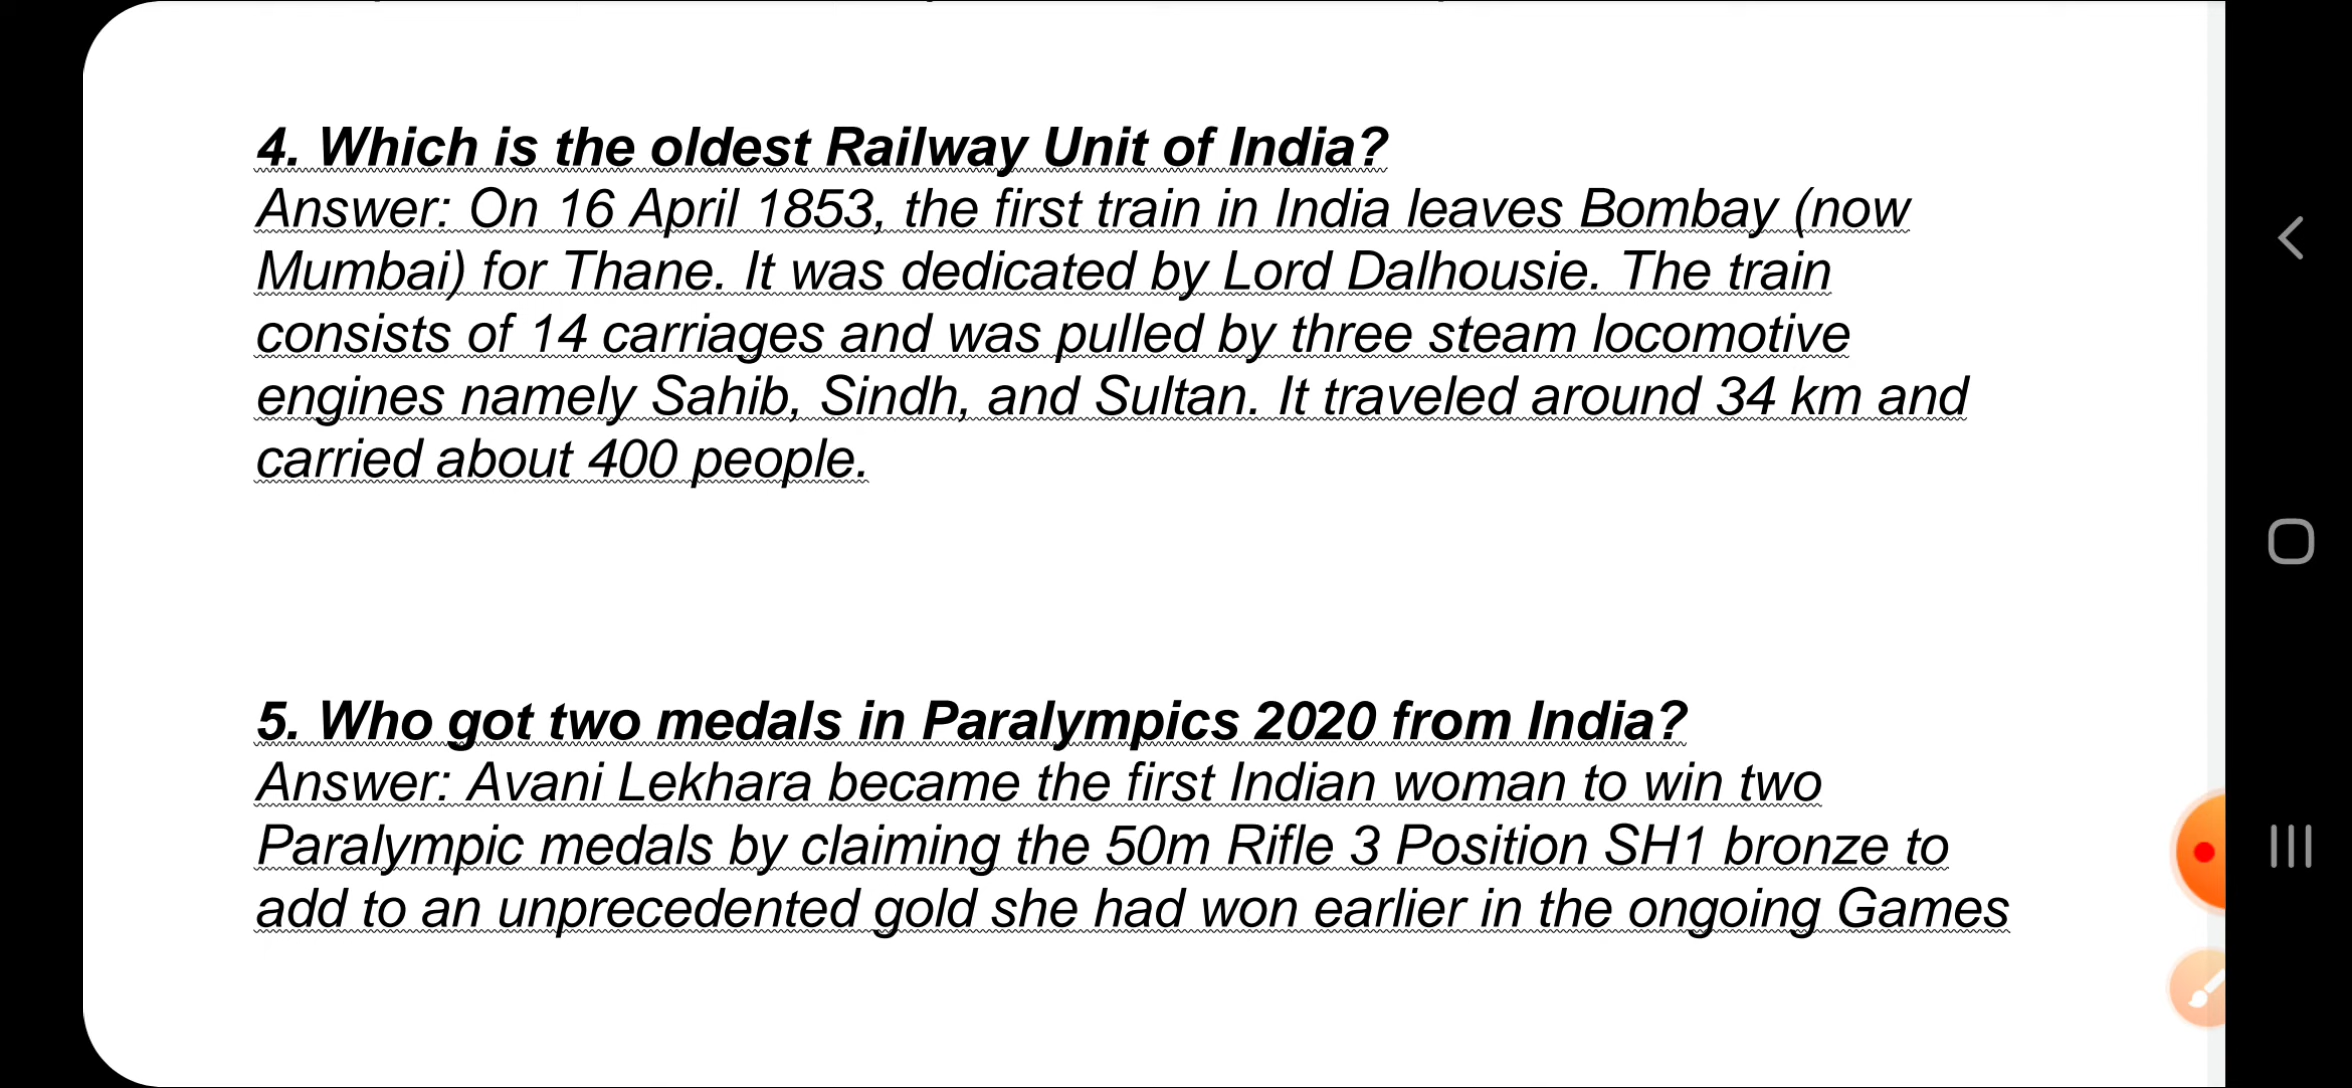 4. Which is the oldest Railway Unit of India?
Answer: On 16 April 1853, the first train in India leaves Bombay (now
Mumbai) for Thane. It was dedicated by Lord Dalhousie. The train
consists of 14 carriages and was pulled by three steam locomotive
engines namely Sahib, Sindh, and Sultan. It traveled around 34 km and
carried about 400 people.
5. Who got two medals in Paralympics 2020 from India?
Answer: Avani Lekhara became the first Indian woman to win two
Paralympic medals by claiming the 50m Rifle 3 Position SH1 bronze to
add to an unprecedented gold she had won earlier in the ongoing Games